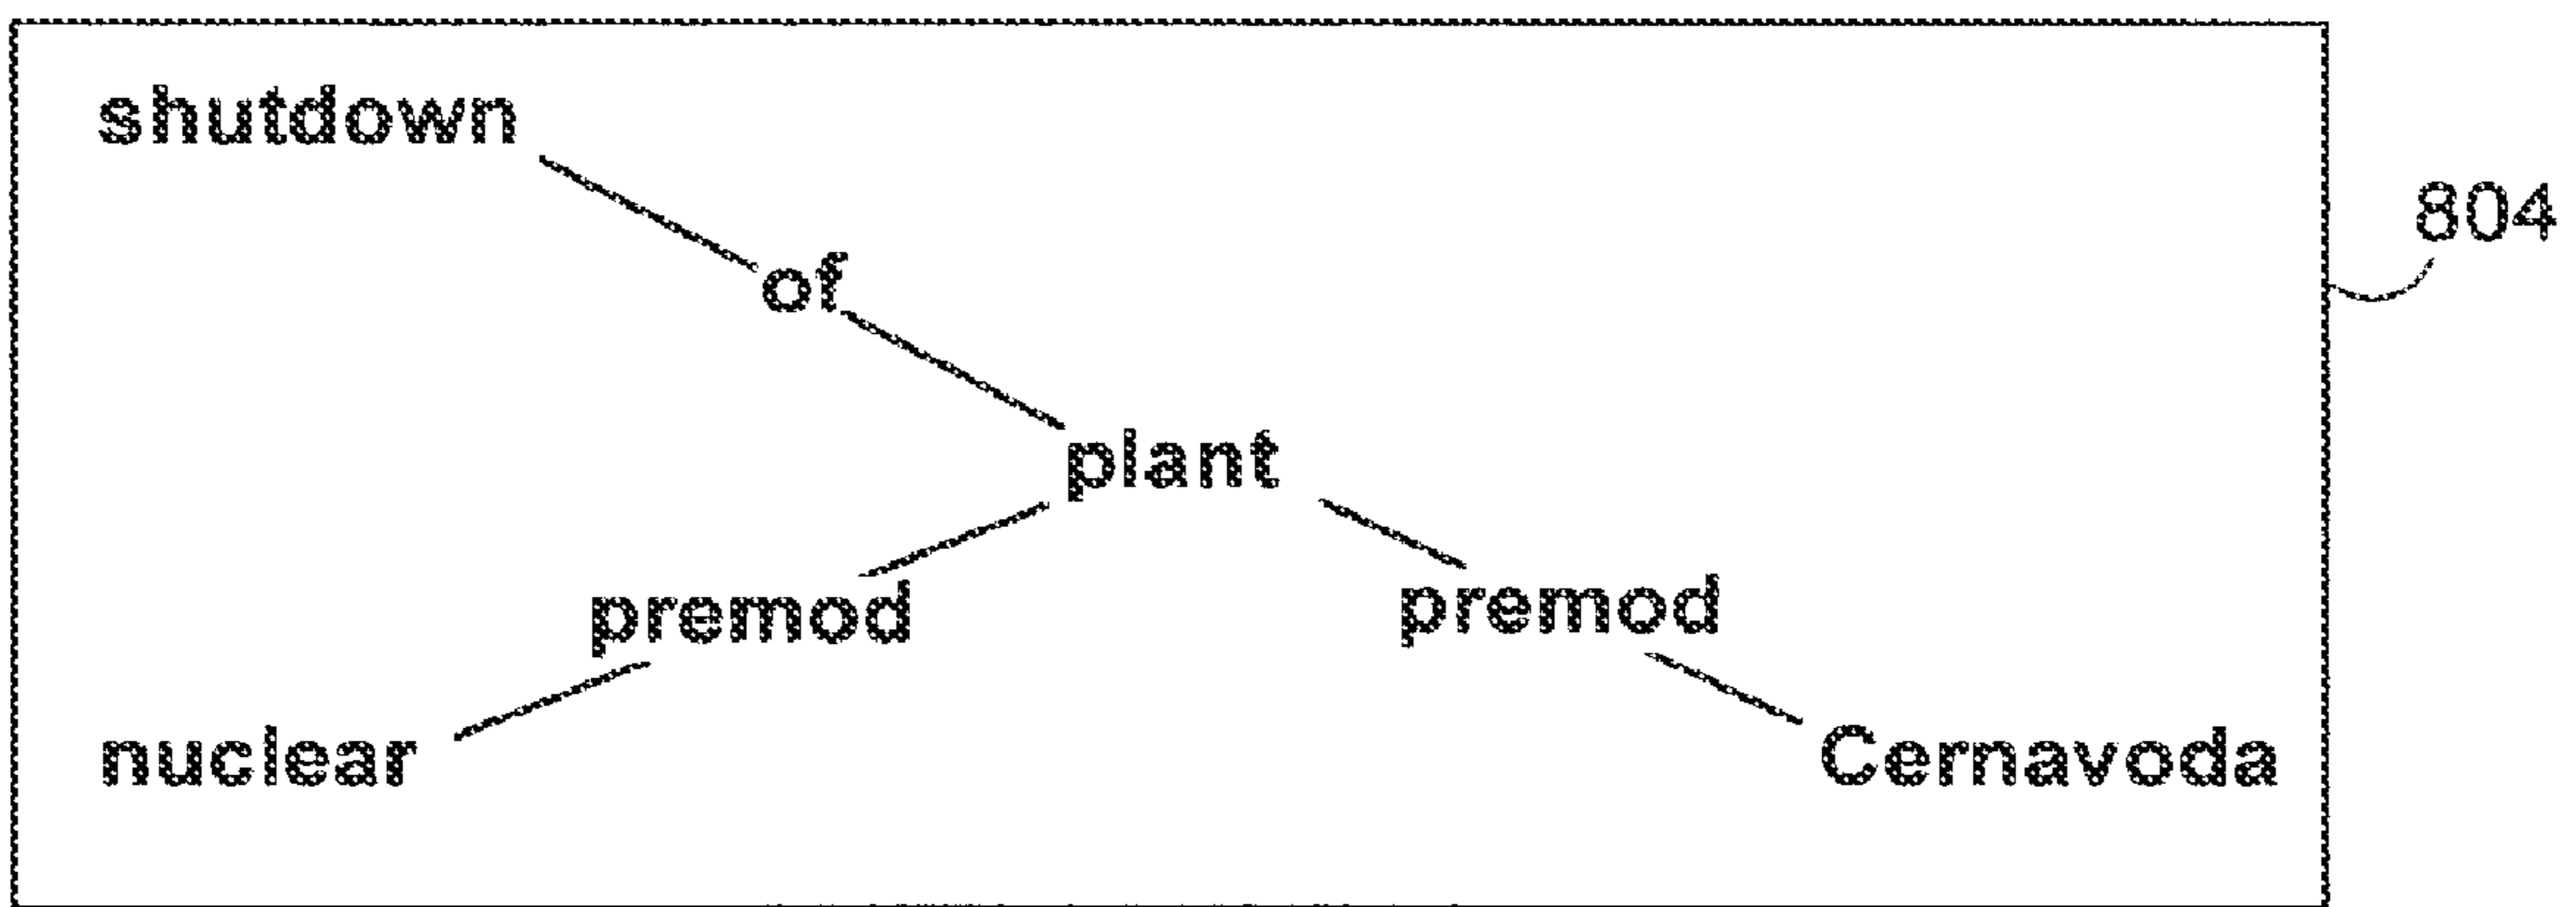 shutdown
804
of
plant
premod premod
nuclear Cernavoda